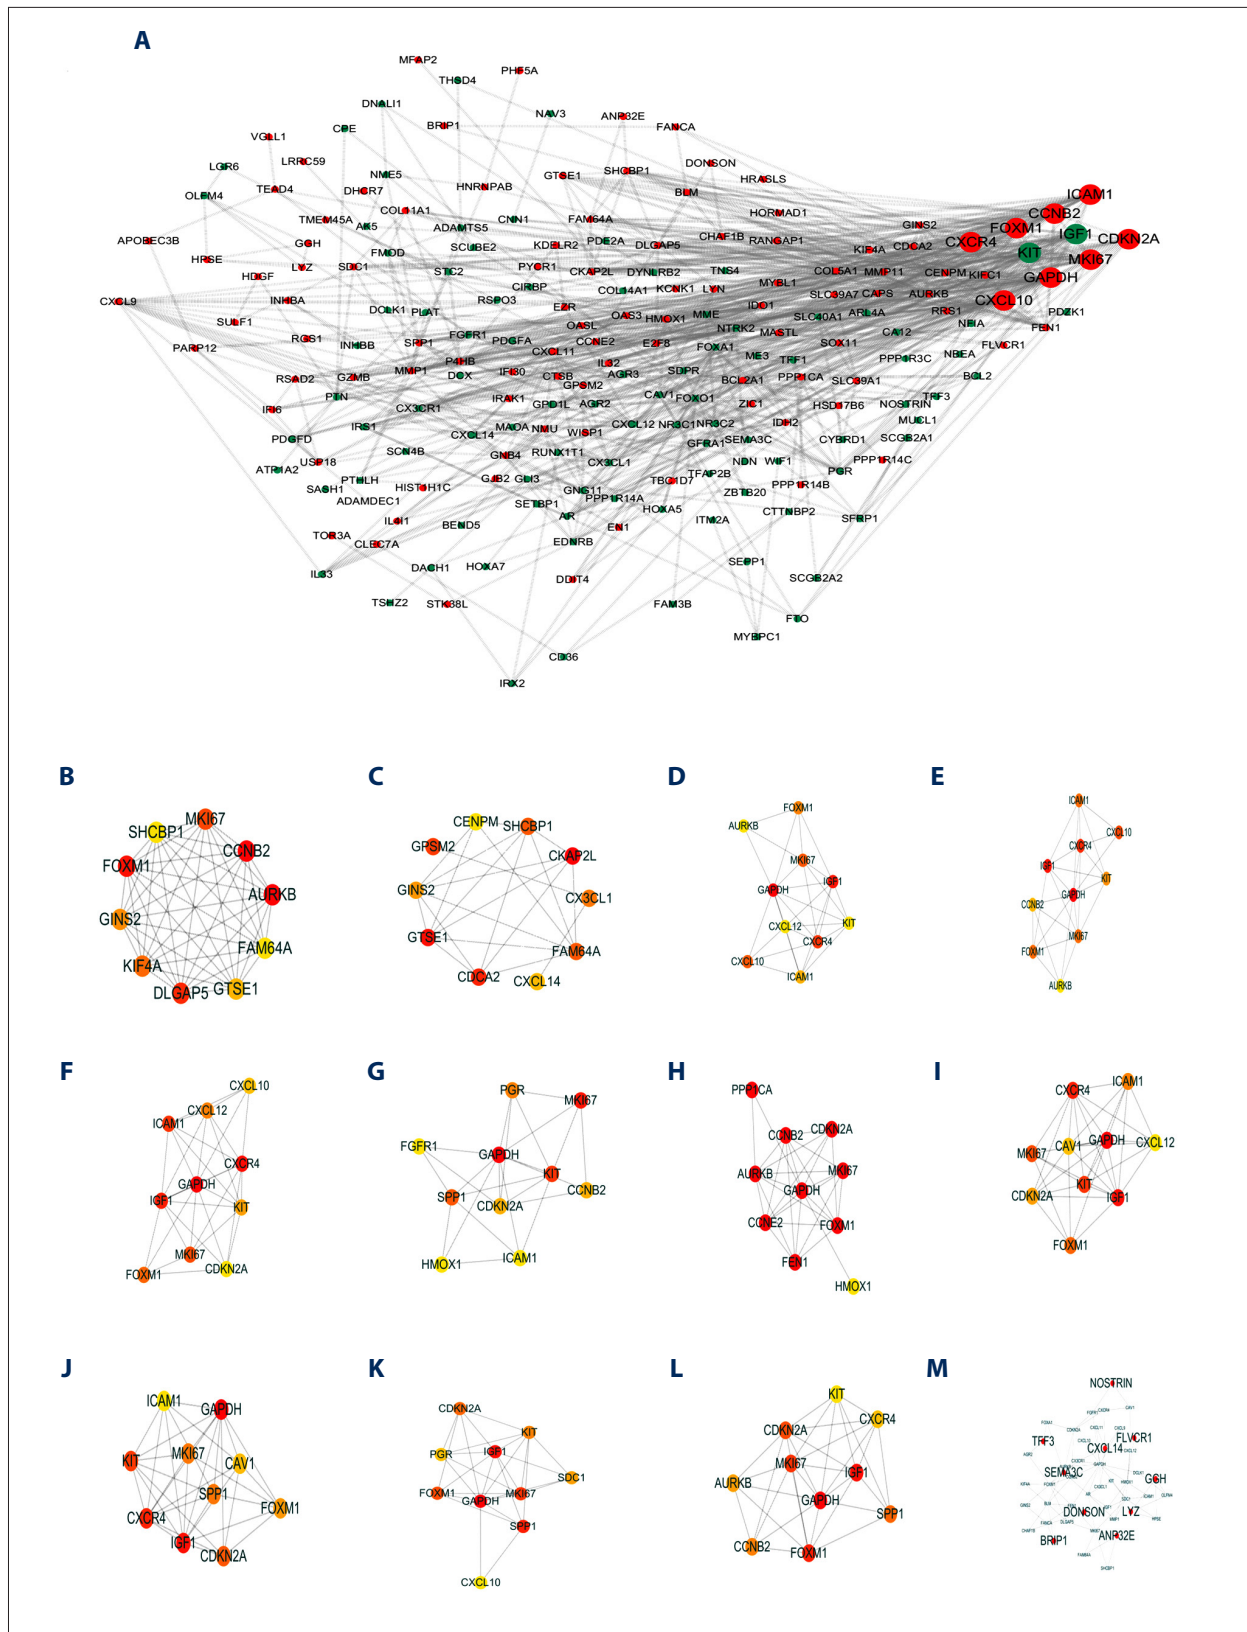 A
MFAP2
PHF5A
THSD4
DNALI1
NAV3
ANP32E
CPE
BRIP1
FANCA
VGLL1
LRRC59
LGR6
DONSON
SHCBP1
NME5
GTSE1
HRASLS
OLFM4
TEAD4
DHCR7
HNRNPAB
BLM
ICAM1
COL11A1
HORMAD1
CCNB2
TMEM45A
AK5
ADAMTS5
CNN1
FAM64A
GINS2
FOXM1
IGF1
APOBEC3B
GGH
SCUBE2
KDELR2
PDE2A
DLGAP5
CHAF1B
RANGAP1
KIF4A
CDCA2
CXCR4
CDKN2A
HPSE
FMOD
KIT
HDGF
LYZ
SDC1
STC2
PYCR1
CKAP2L
DYNLRB2
TNS4
COL5A1
MMP11
CENPM
KIFC1
MKI67
CIRBP
COL14A1
KCNK1
LYN
MYBL1
GAPDH
CXCL9
INHBA
RSPO3
EZR
SLC39A7
CAPS
AURKB
CXCL10
DCLK1
PLAT
OAS3
HMOX1
MME
IDO1
SLC40A1
ARL4A
RRS1
PDZK1
SULF1
OASL
NTRK2
MASTL
CA12
NFIA
FEN1
RGS1
INHBB
SPP1
FGFR1
PDGFA
CCNE2
E2F8
FOXA1
SOX11
FLVCR1
PARP12
CXCL11
ME3
TFF1
PPP1R3C
NBEA
MMP1
P4HB
IL32
SDPR
RSAD2
GZMB
DCX
IFI30
CTSB
AGR3
BCL2A1
PPP1CA
SLC39A1
BCL2
PTN
GPSM2
CAV1
TFF3
IFI6
CX3CR1
IRAK1
GPD1L
AGR2
FOXO1
ZIC1
HSD17B6
NOSTRIN
IRS1
MAOA
NMU
CXCL12
NR3C1
NR3C2
IDH2
MUCL1
PDGFD
CXCL14
WISP1
GFRA1
SEMA3C
CYBRD1
SCGB2A1
SCN4B
GNB4
RUNX1T1
CX3CL1
NDN
WIF1
PPP1R14C
ATP1A2
USP18
PTHLH
GJB2
GLI3
TBC1D7
TFAP2B
PGR
SASH1
HIST1H1C
GNG11
PPP1R14A
ZBTB20
PPP1R14B
ADAMDEC1
SETBP1
HOXA5
CTTNBP2
IL4I1
BEND5
AR
EN1
ITM2A
SFRP1
TOR3A
CLEC7A
EDNRB
IL33
DACH1
HOXA7
DDIT4
SEPP1
SCGB2A2
TSHZ2
STK38L
FAM3B
FTO
MYBPC1
CD36
IRX2
B
MKI67
SHCBP1
CCNB2
FOXM1
AURKB
GINS2
FAM64A
KIF4A
DLGAP5
GTSE1
C
CENPM
SHCBP1
GPSM2
CKAP2L
GINS2
CX3CL1
GTSE1
FAM64A
CDCA2
CXCL14
D
FOXM1
AURKB
MKI67
IGF1
GAPDH
CXCL12
KIT
CXCR4
CXCL10
ICAM1
E
ICAM1
CXCL10
CXCR4
IGF1
KIT
GAPDH
CCNB2
MKI67
FOXM1
AURKB
F
CXCL10
CXCL12
ICAM1
CXCR4
GAPDH
IGF1
KIT
MKI67
FOXM1
CDKN2A
G
PGR
MKI67
FGFR1
GAPDH
KIT
CCNB2
SPP1
CDKN2A
HMOX1
ICAM1
H
PPP1CA
CCNB2
CDKN2A
AURKB
MKI67
GAPDH
CCNE2
FOXM1
FEN1
HMOX1
I
CXCR4
ICAM1
GAPDH
CXCL12
MKI67
CAV1
KIT
CDKN2A
IGF1
FOXM1
J
ICAM1
GAPDH
MKI67
KIT
CAV1
SPP1
FOXM1
CXCR4
IGF1
CDKN2A
K
CDKN2A
KIT
PGR
IGF1
SDC1
FOXM1
MKI67
GAPDH
SPP1
CXCL10
L
KIT
CXCR4
CDKN2A
MKI67
IGF1
AURKB
GAPDH
SPP1
CCNB2
FOXM1
M
NOSTRIN
TFF3
FLVCR1
CXCL14
SEMA3C
GGH
DONSON
LYZ
BRIP1
ANP32E
SHCBP1